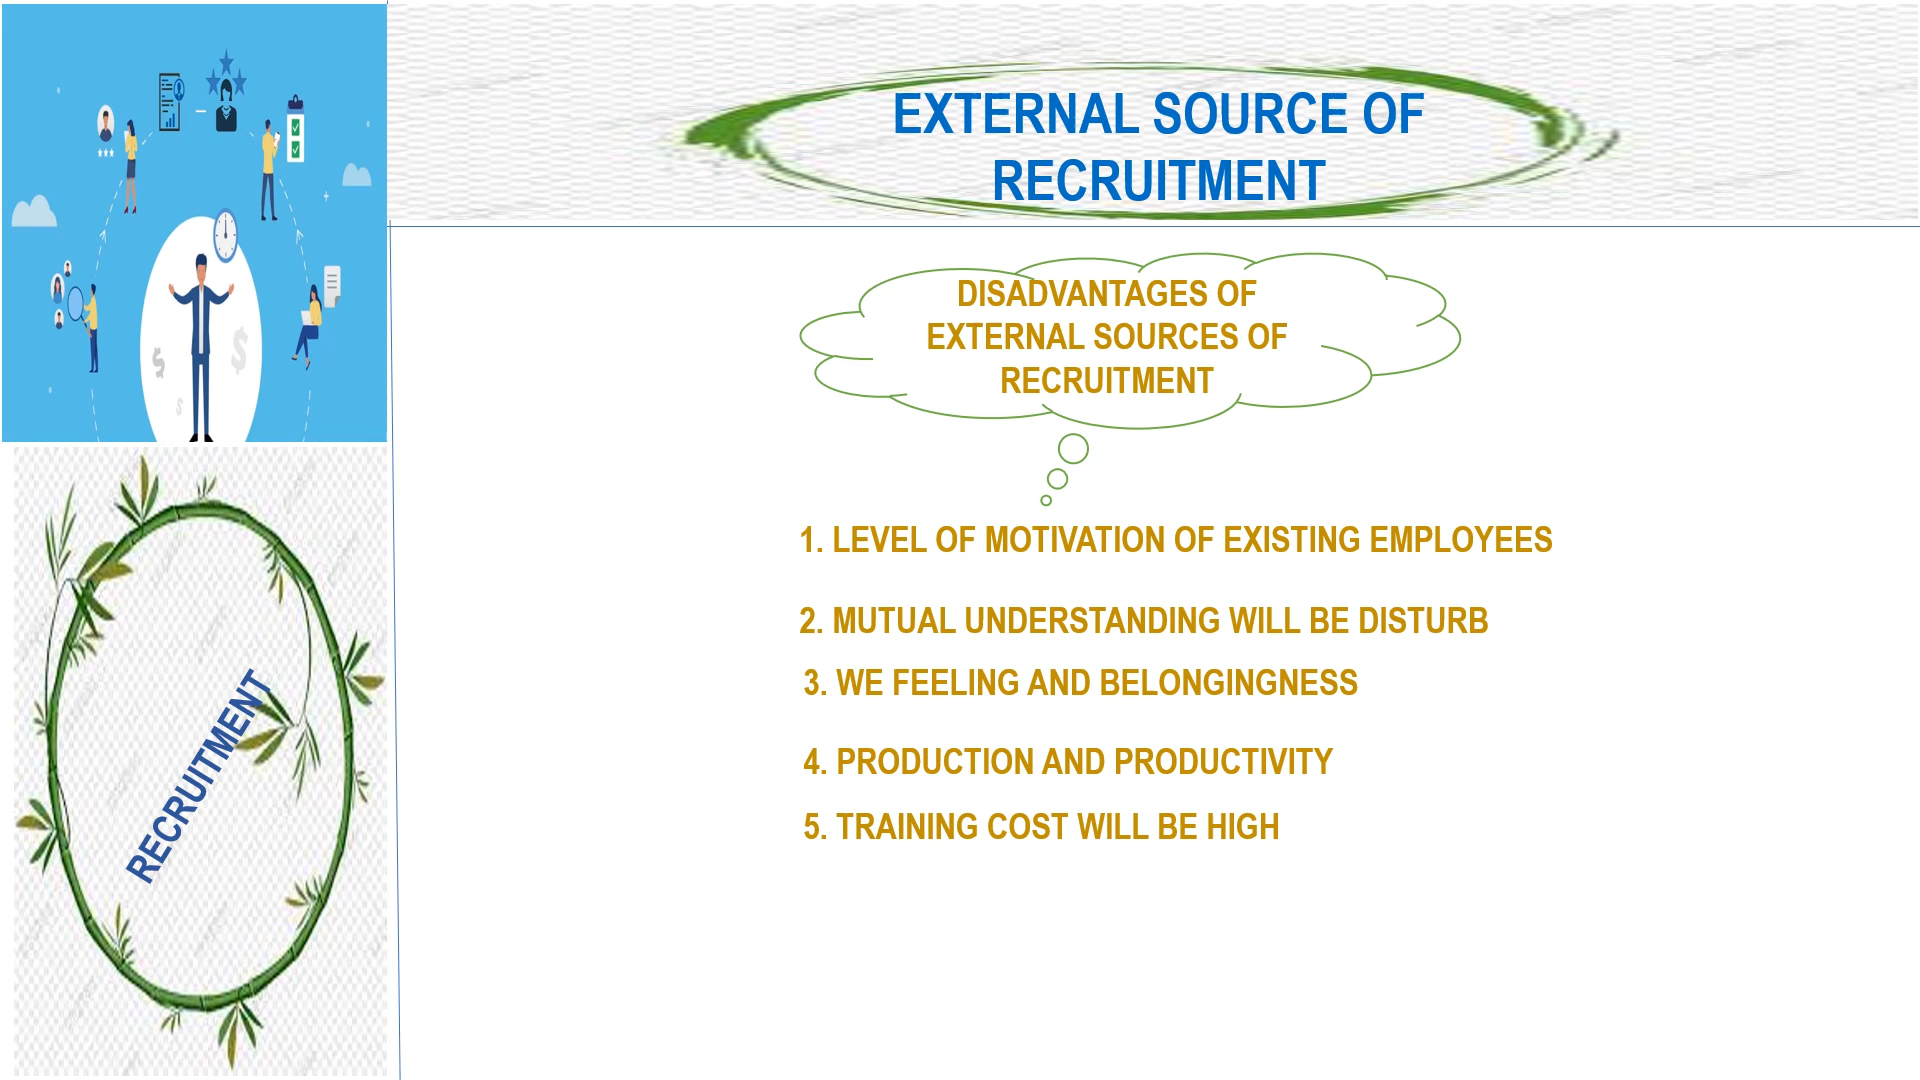 EXTERNAL SOURCE OF
RECRUITMENT
DISADVANTAGES OF
EXTERNAL SOURCES OF
RECRUITMENT
1. LEVEL OF MOTIVATION OF EXISTING EMPLOYEES
2. MUTUAL UNDERSTANDING WILL BE DISTURB
3. WE FEELING AND BELONGINGNESS
4. PRODUCTION AND PRODUCTIVITY
5. TRAINING COST WILL BE HIGH
RECRUITMENT